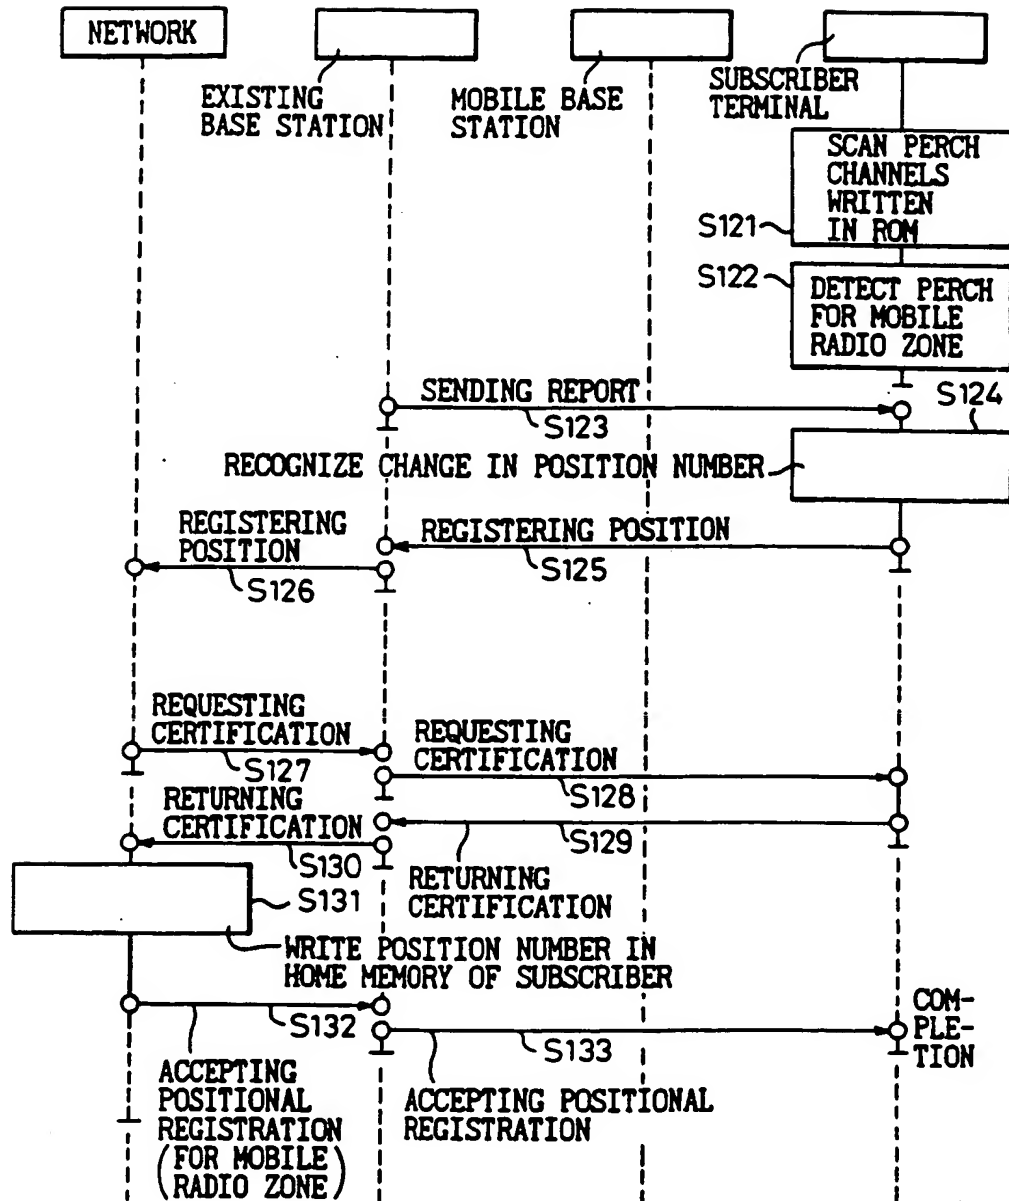 NETWORK
EXISTING
BASE STATION
MOBILE BASE
STATION
SUBSCRIBER
TERMINAL
SCAN PERCH
CHANNELS
WRITTEN
IN ROM
S121
S122
DETECT PERCH
FOR MOBILE
RADIO ZONE
SENDING REPORT
S123
S124
RECOGNIZE CHANGE IN POSITION NUMBER
REGISTERING
POSITION
S126
REGISTERING POSITION
S125
REQUESTING
CERTIFICATION
S127
REQUESTING
CERTIFICATION
S128
RETURNING
CERTIFICATION
S130
S129
RETURNING
CERTIFICATION
S131
WRITE POSITION NUMBER IN
HOME MEMORY OF SUBSCRIBER
S132
S133
COM-
PLE-
TION
ACCEPTING
POSITIONAL
REGISTRATION
(FOR MOBILE
RADIO ZONE)
ACCEPTING POSITIONAL
REGISTRATION